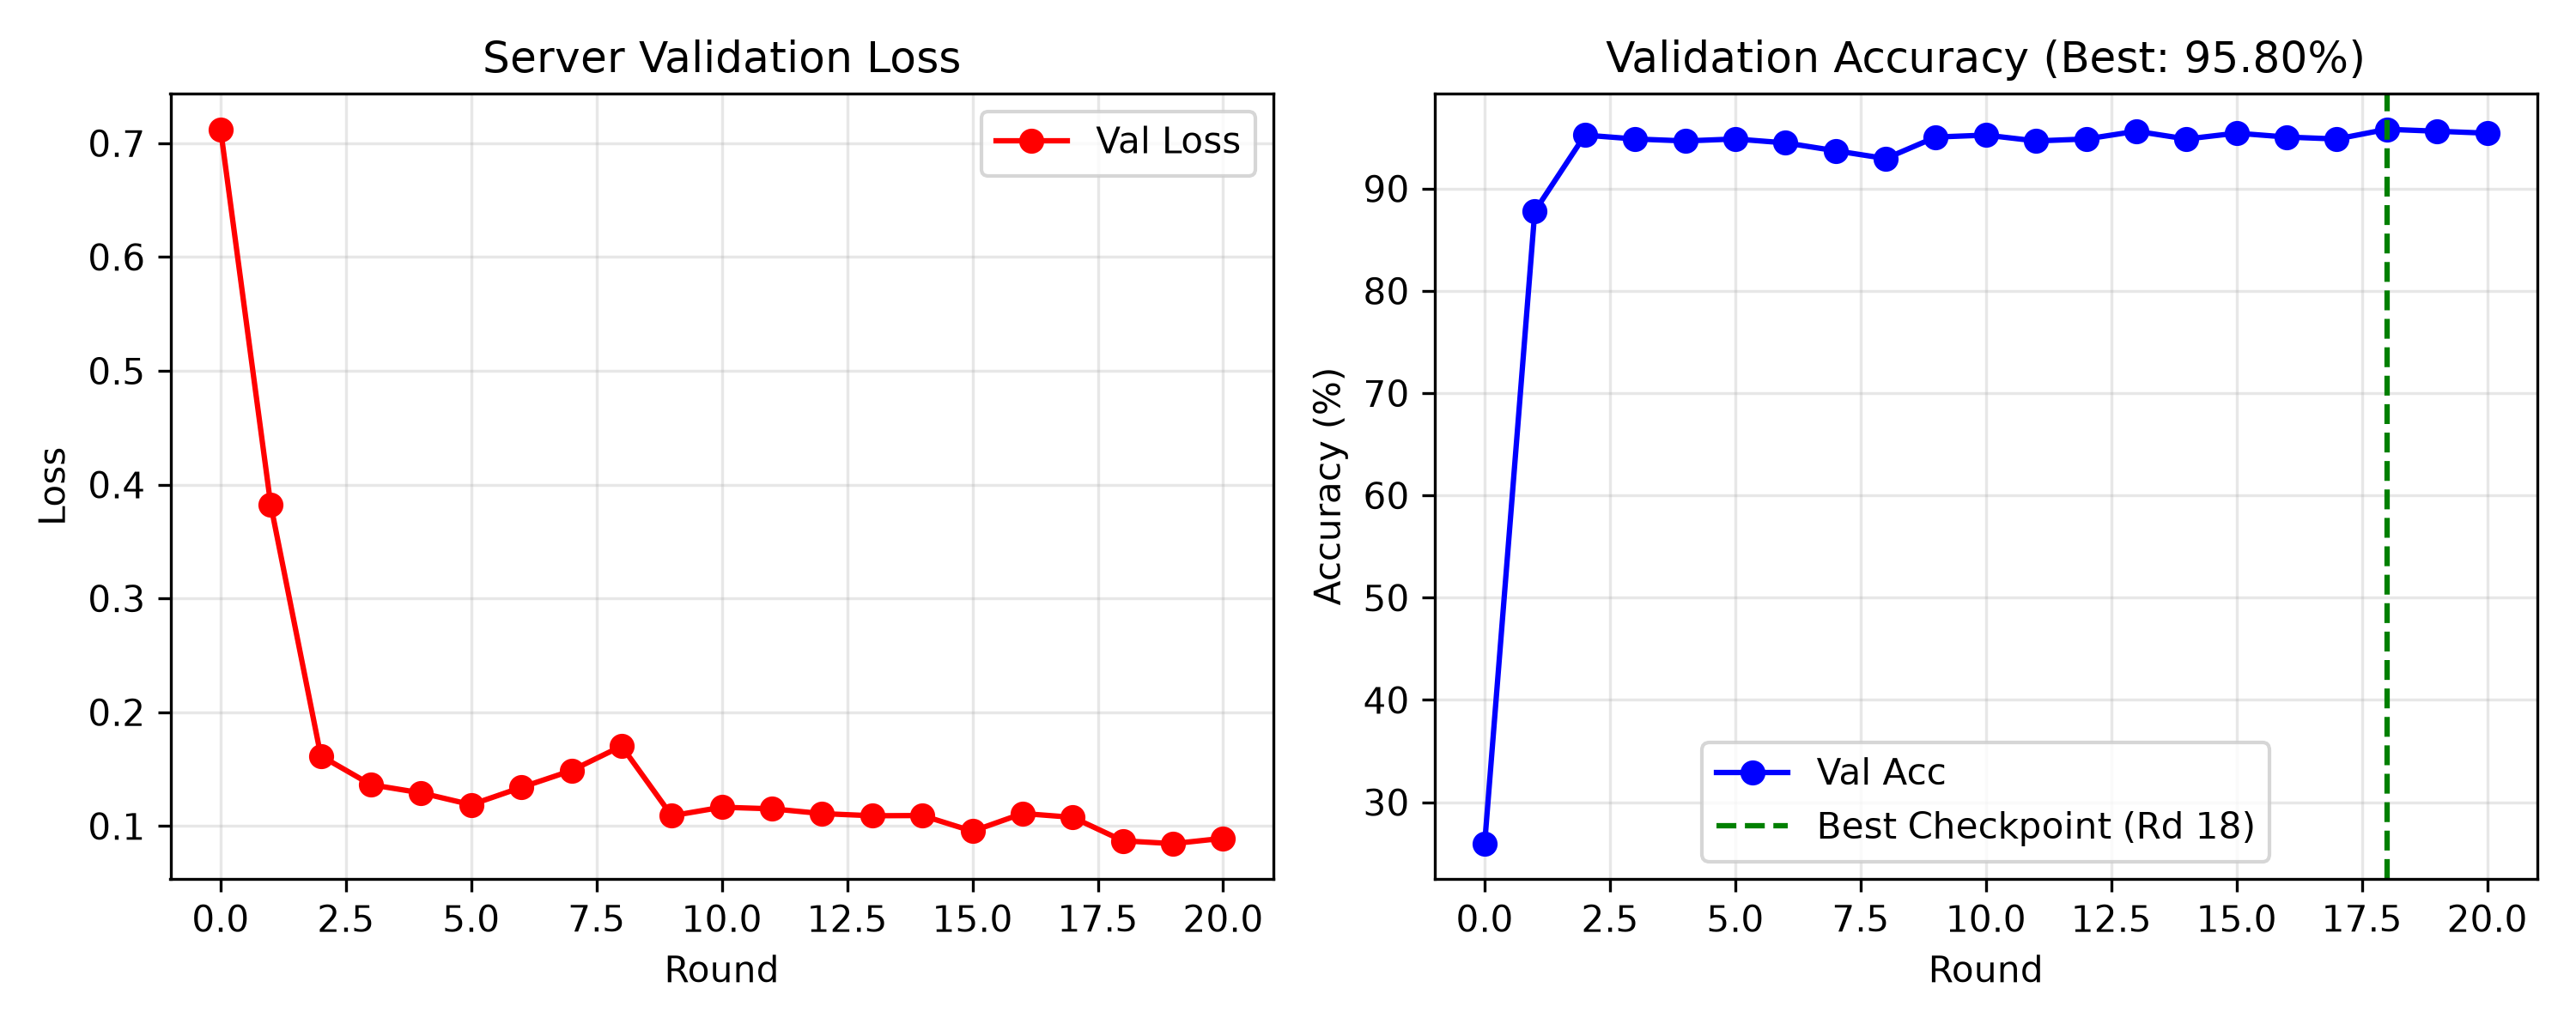 Server Validation Loss
Val Loss
0.7
0.6
0.5
0.4
0.3
0.2
0.1
Loss
0.0 2.5 5.0 7.5 10.0 12.5 15.0 17.5 20.0
Round
Validation Accuracy (Best: 95.80%)
90
80
70
60
50
40
30
Accuracy (%)
Val Acc
Best Checkpoint (Rd 18)
0.0 2.5 5.0 7.5 10.0 12.5 15.0 17.5 20.0
Round